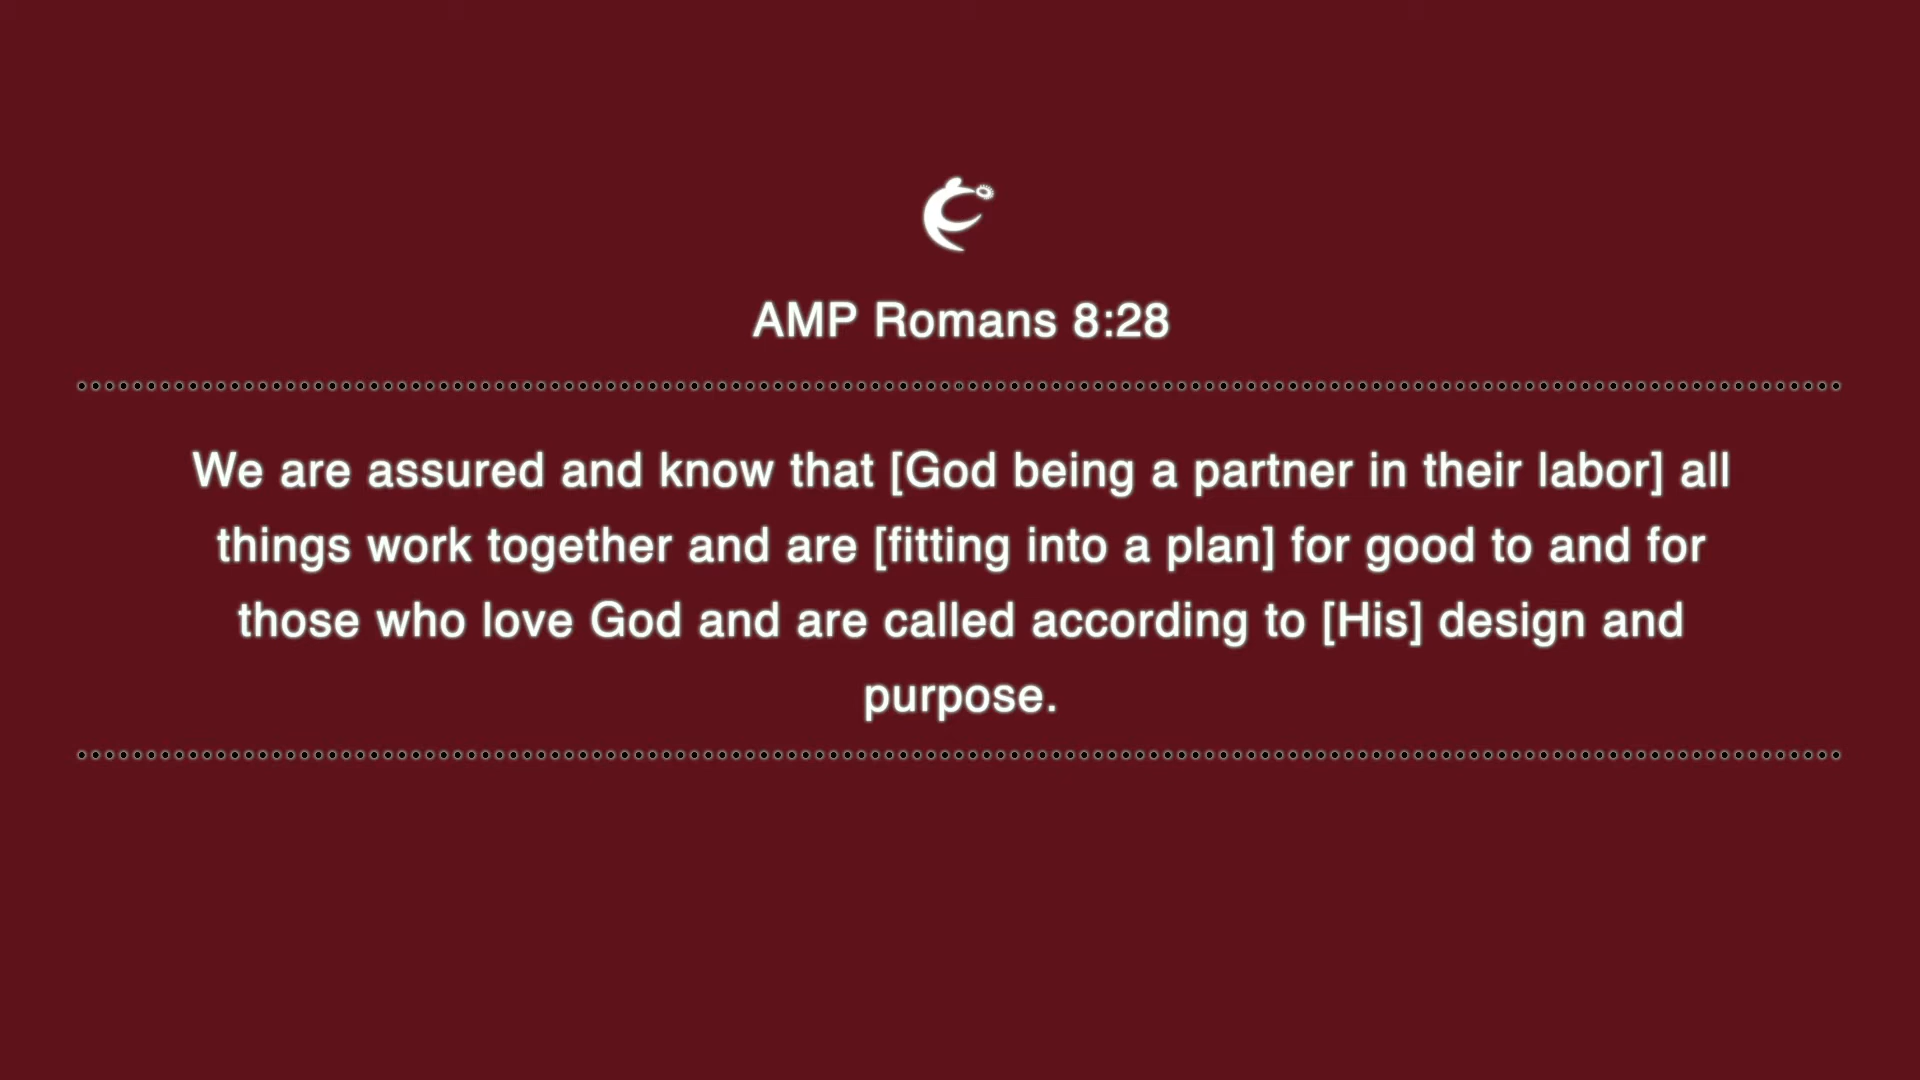 AMP Romans 8:28
We are assured and know that [God being a partner in their labor] all
things work together and are [fitting into a plan] for good to and for
those who love God and are called according to [His] design and
purpose.